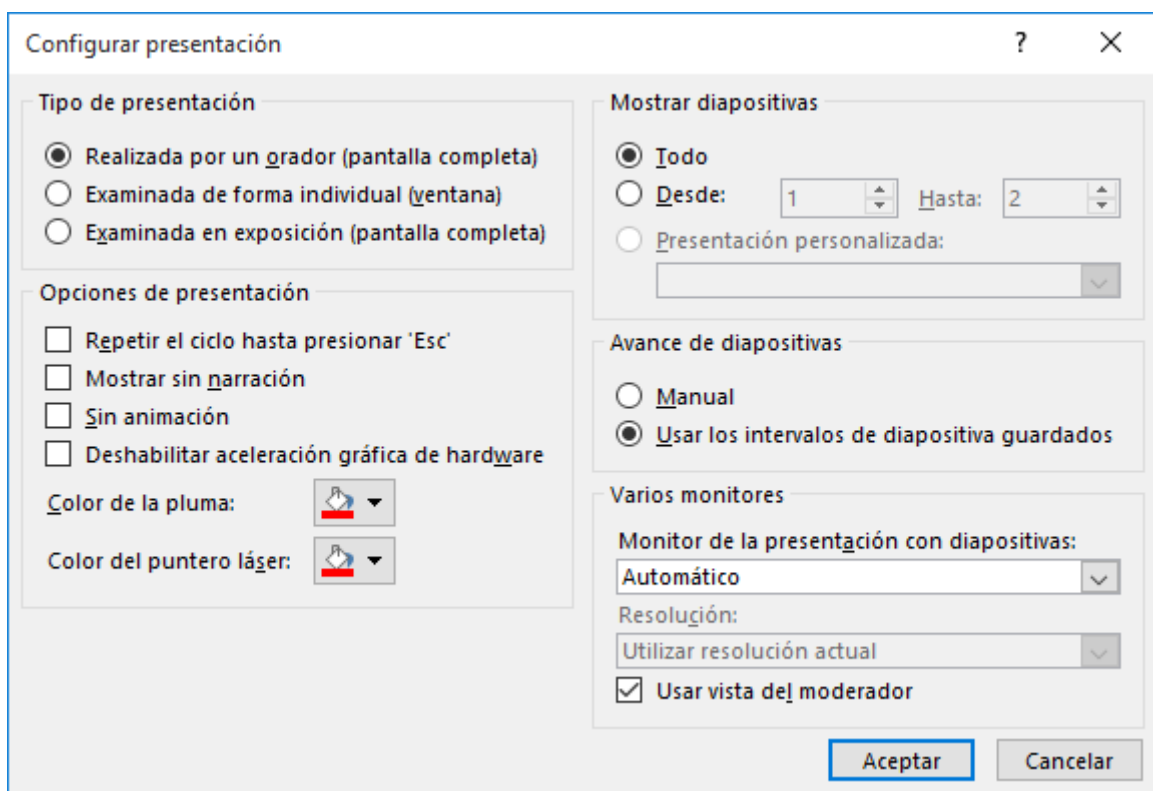 Configurar presentación
Tipo de presentación
Realizada por un orador (pantalla completa)
Examinada de forma individual (ventana)
Examinada en exposición (pantalla completa)
Opciones de presentación
Repetir el ciclo hasta presionar 'Esc'
Mostrar sin narración
Sin animación
Deshabilitar aceleración gráfica de hardware
Color de la pluma:
Color del puntero láser:
Mostrar diapositivas
Todo
Desde: 1 Hasta: 2
Presentación personalizada:
Avance de diapositivas
Manual
Usar los intervalos de diapositiva guardados
Varios monitores
Monitor de la presentación con diapositivas:
Automático
Resolución:
Utilizar resolución actual
Usar vista del moderador
Aceptar Cancelar